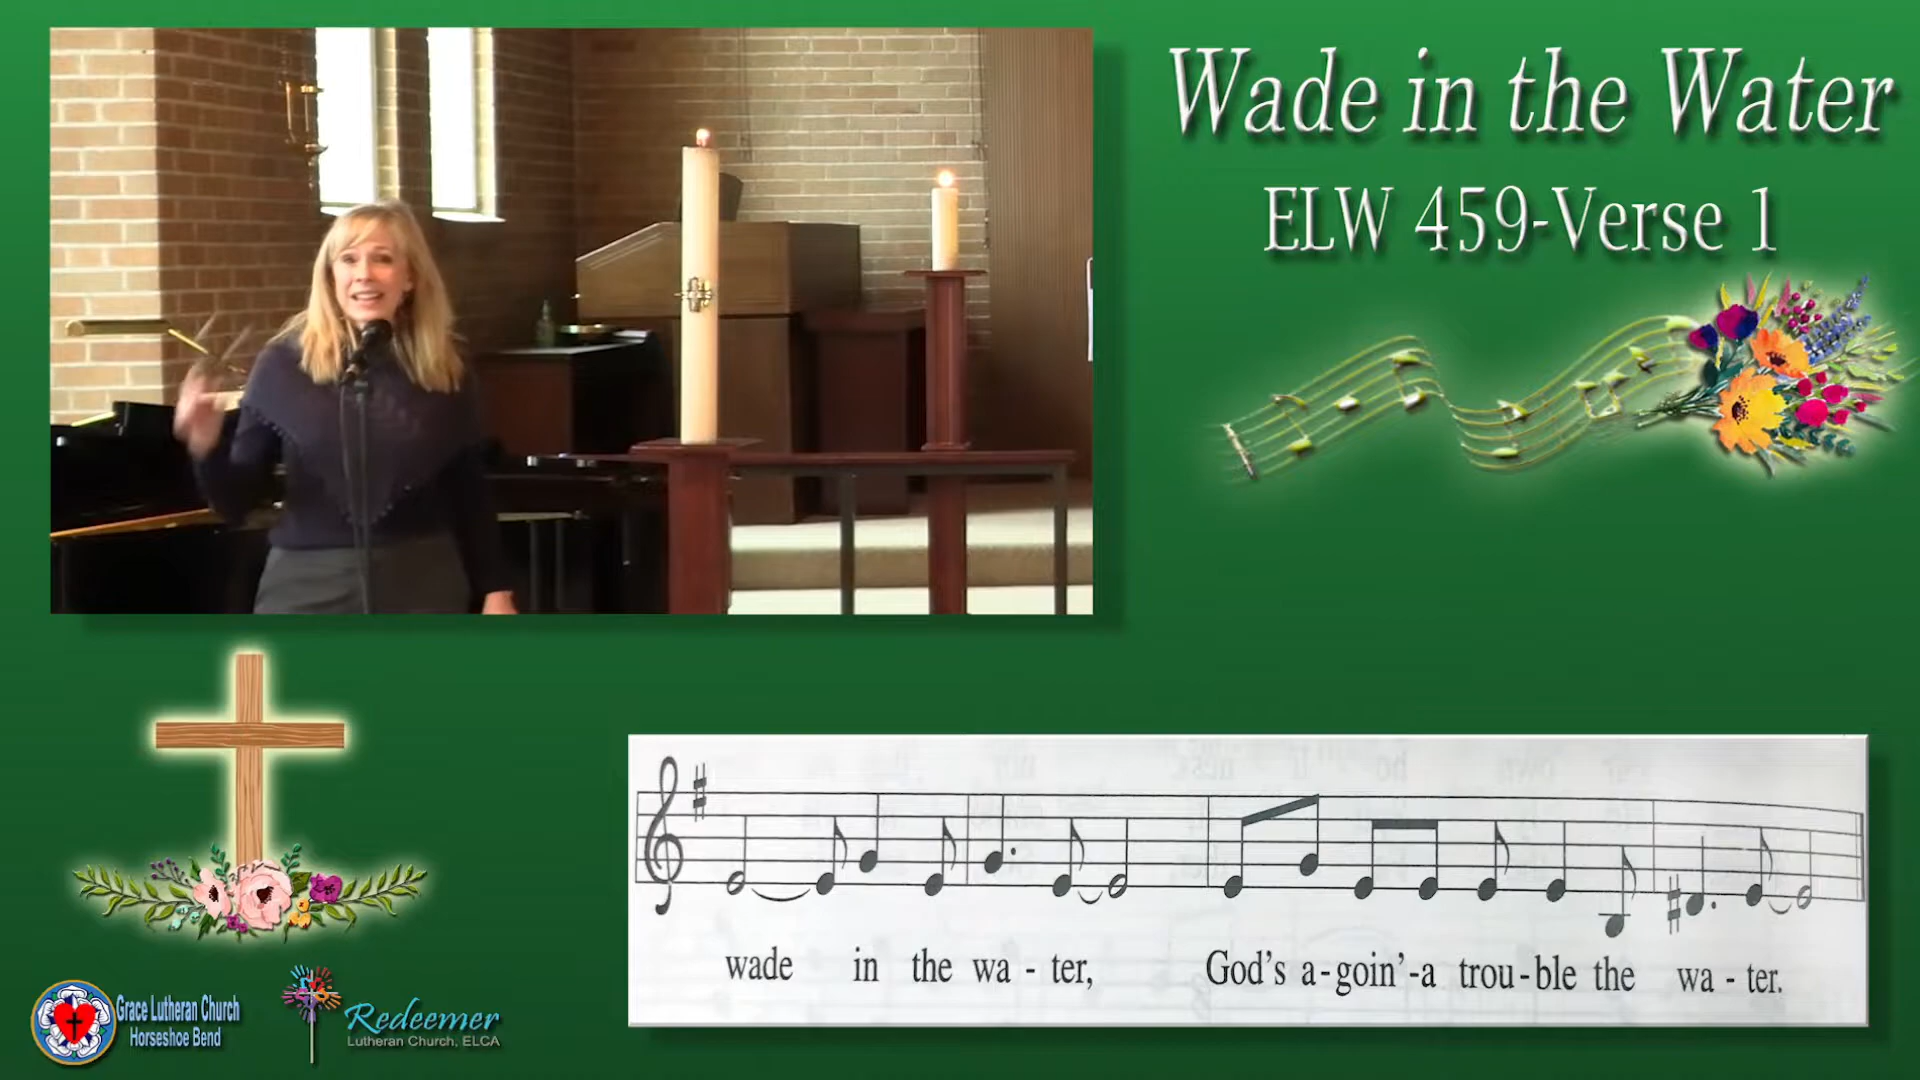 Wade in the Water
ELW 459-Verse 1
wade in the wa - ter, God's a-goin'-a trou-ble the wa - ter.
Grace Lutheran Church
Horseshoe Bend
Redeemer
Lutheran Church, ELCA